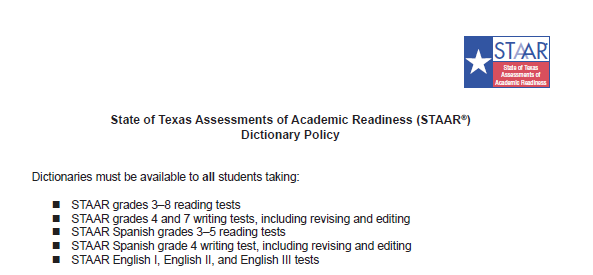 STAAR®
State of Texas
Assessments of
Academic Readiness
State of Texas Assessments of Academic Readiness (STAAR®)
Dictionary Policy
Dictionaries must be available to all students taking:
■ STAAR grades 3–8 reading tests
■ STAAR grades 4 and 7 writing tests, including revising and editing
■ STAAR Spanish grades 3–5 reading tests
■ STAAR Spanish grade 4 writing test, including revising and editing
■ STAAR English I, English II, and English III tests